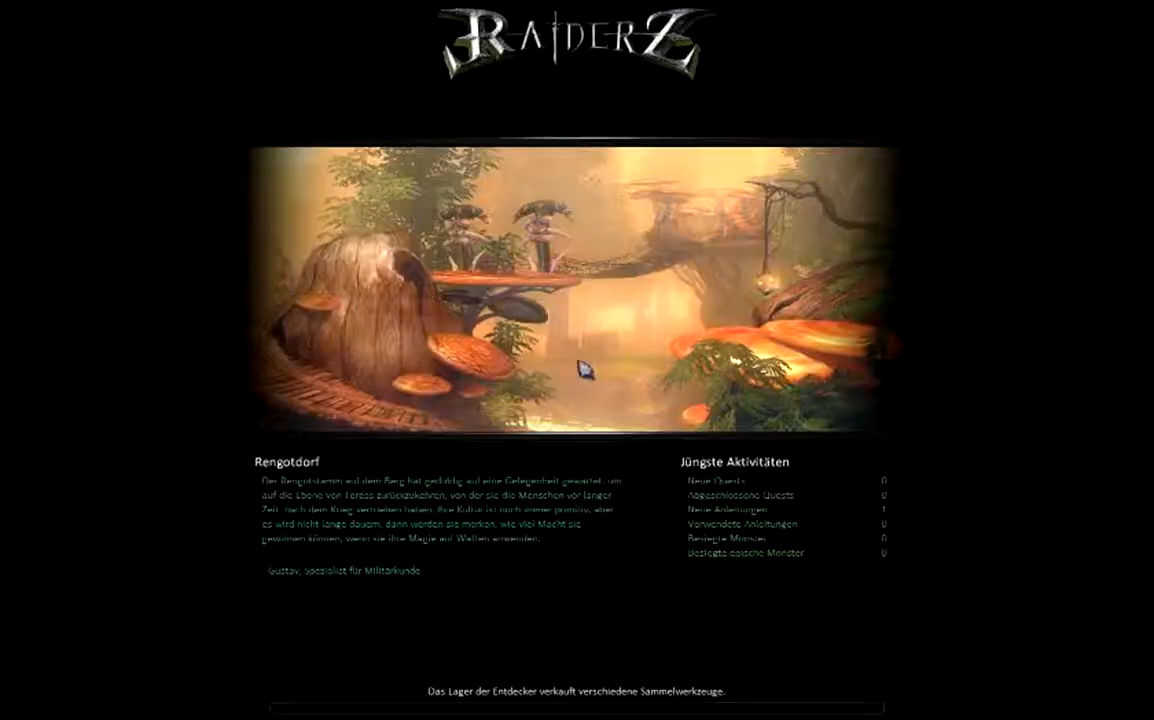 RAIDERZ
Rengotdorf
Der Rengotstamm auf dem Berg hat geduldig auf eine Gelegenheit gewartet, um
auf die Ebene von Teress zurückzukehren, von der sie die Menschen vor langer
Zeit, nach dem Krieg vertrieben haben. Ihre Kultur ist noch immer primitiv, aber
es wird nicht lange dauern, dann werden sie merken, wie viel Macht sie
gewinnen können, wenn sie ihre Magie auf Waffen anwenden.
Gustav, Spezialist für Militärkunde
Jüngste Aktivitäten
Neue Quests 0
Abgeschlossene Quests 0
Neue Anleitungen 1
Verwendete Anleitungen 0
Besiegte Monster 0
Besiegte epische Monster 0
Das Lager der Entdecker verkauft verschiedene Sammelwerkzeuge.